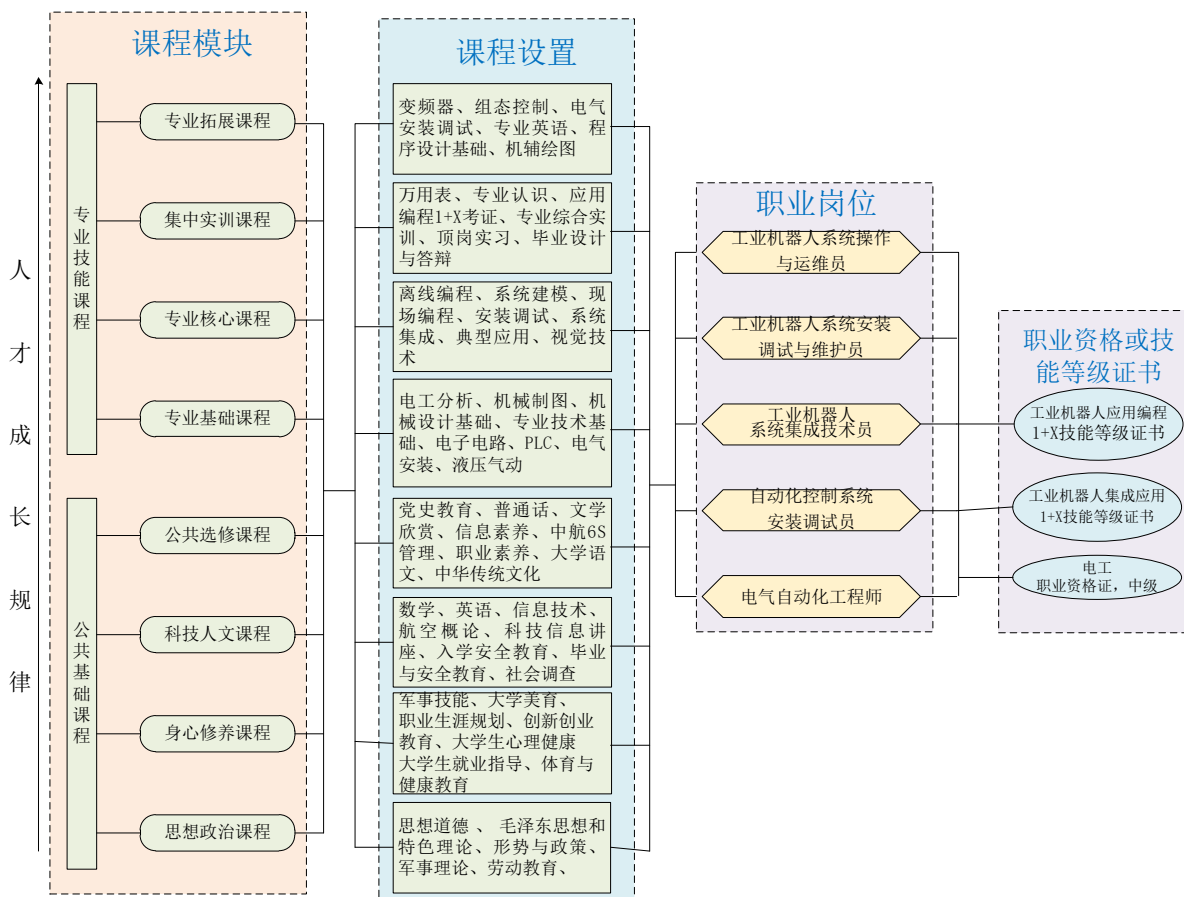 人
才
成
长
规
律
课程模块
专业技能课程
专业拓展课程
集中实训课程
专业核心课程
专业基础课程
公共基础课程
公共选修课程
科技人文课程
身心修养课程
思想政治课程
课程设置
变频器、组态控制、电气
安装调试、专业英语、程
序设计基础、机辅绘图
万用表、专业认识、应用
编程1+X考证、专业综合实
训、顶岗实习、毕业设计
与答辩
离线编程、系统建模、现
场编程、安装调试、系统
集成、典型应用、视觉技
术
电工分析、机械制图、机
械设计基础、专业技术基
础、电子电路、PLC、电气
安装、液压气动
党史教育、普通话、文学
欣赏、信息素养、中航6S
管理、职业素养、大学语
文、中华传统文化
数学、英语、信息技术、
航空概论、科技信息讲
座、入学安全教育、毕业
与安全教育、社会调查
军事技能、大学美育、
职业生涯规划、创新创业
教育、大学生心理健康
大学生就业指导、体育与
健康教育
思想道德 、 毛泽东思想和
特色理论、形势与政策、
军事理论、劳动教育、
职业岗位
工业机器人系统操作
与运维员
工业机器人系统安装
调试与维护员
工业机器人
系统集成技术员
自动化控制系统
安装调试员
电气自动化工程师
职业资格或技
能等级证书
工业机器人应用编程
1+X技能等级证书
工业机器人集成应用
1+X技能等级证书
电工
职业资格证，中级